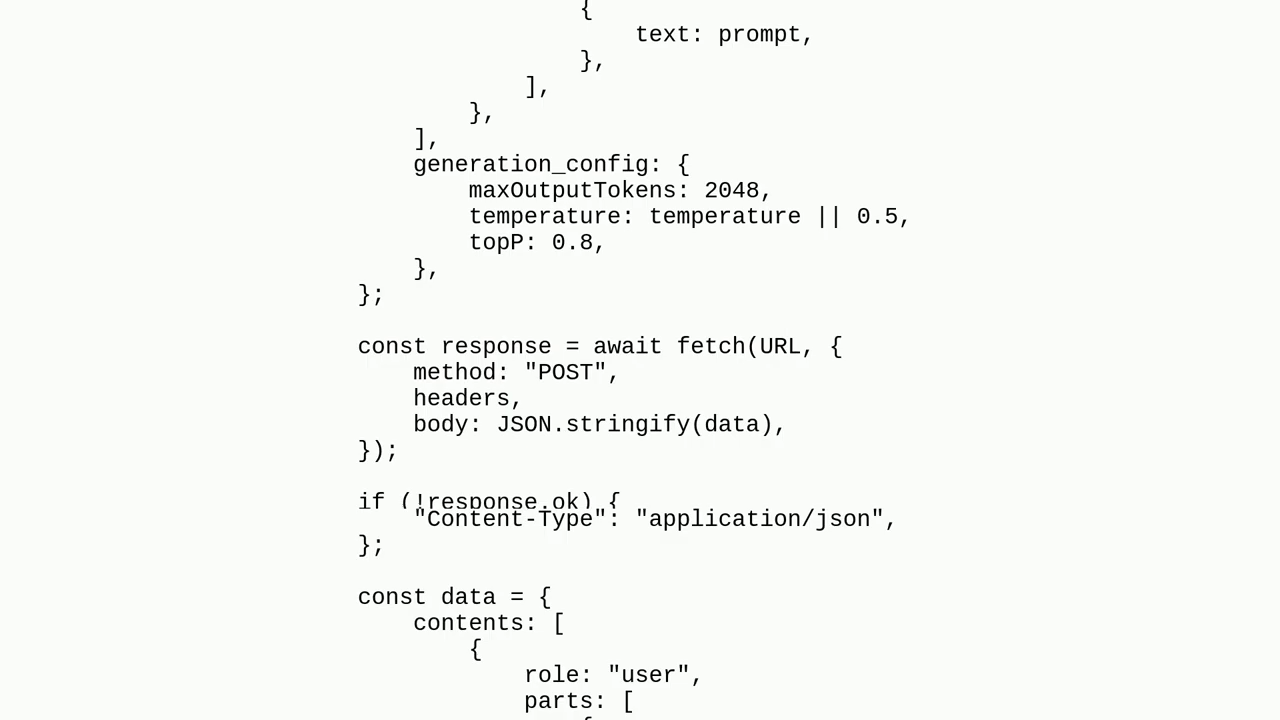 {
text: prompt,
},
],
},
],
generation_config: {
maxOutputTokens: 2048,
temperature: temperature || 0.5,
topP: 0.8,
},
};
const response = await fetch(URL, {
method: "POST",
headers,
body: JSON.stringify(data),
});
if (!response.ok) {
"Content-Type": "application/json",
};
const data = {
contents: [
{
role: "user",
parts: [
{